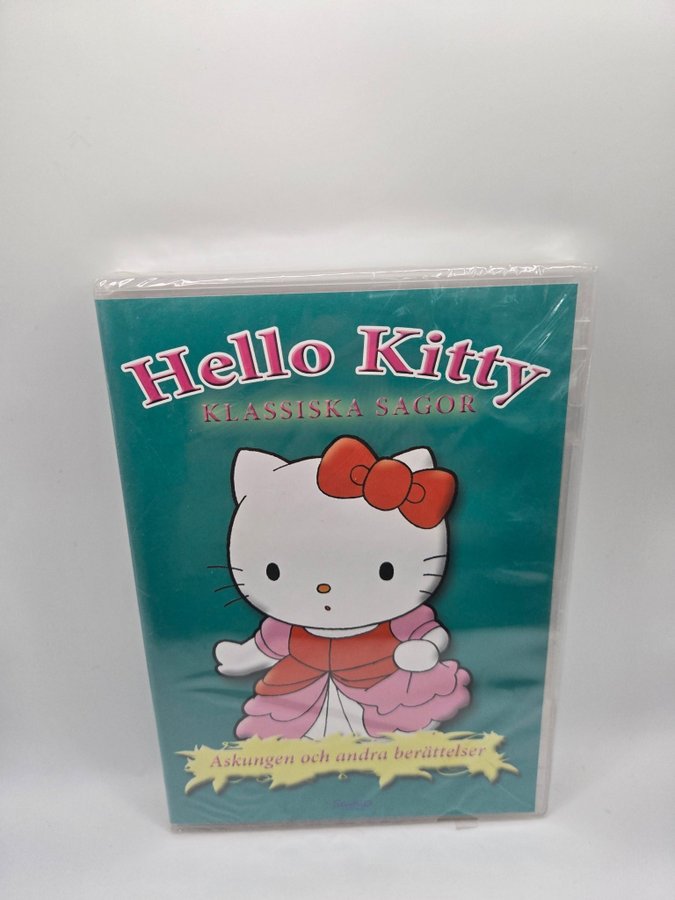 Hello Kitty
KLASSISKA SAGOR
Askungen och andra berättelser